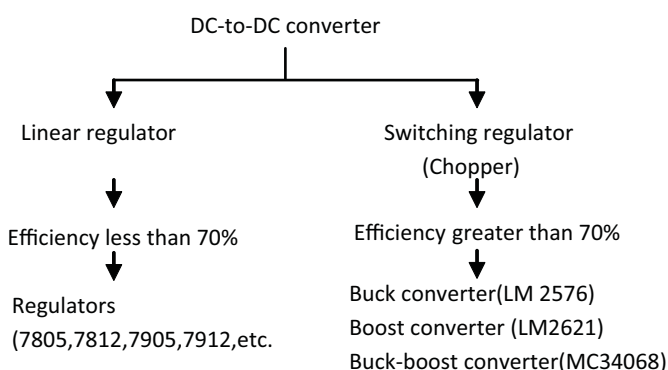 DC-to-DC converter
Linear regulator
Switching regulator
(Chopper)
Efficiency less than 70%
Efficiency greater than 70%
Regulators
(7805,7812,7905,7912,etc.
Buck converter(LM 2576)
Boost converter (LM2621)
Buck-boost converter(MC34068)